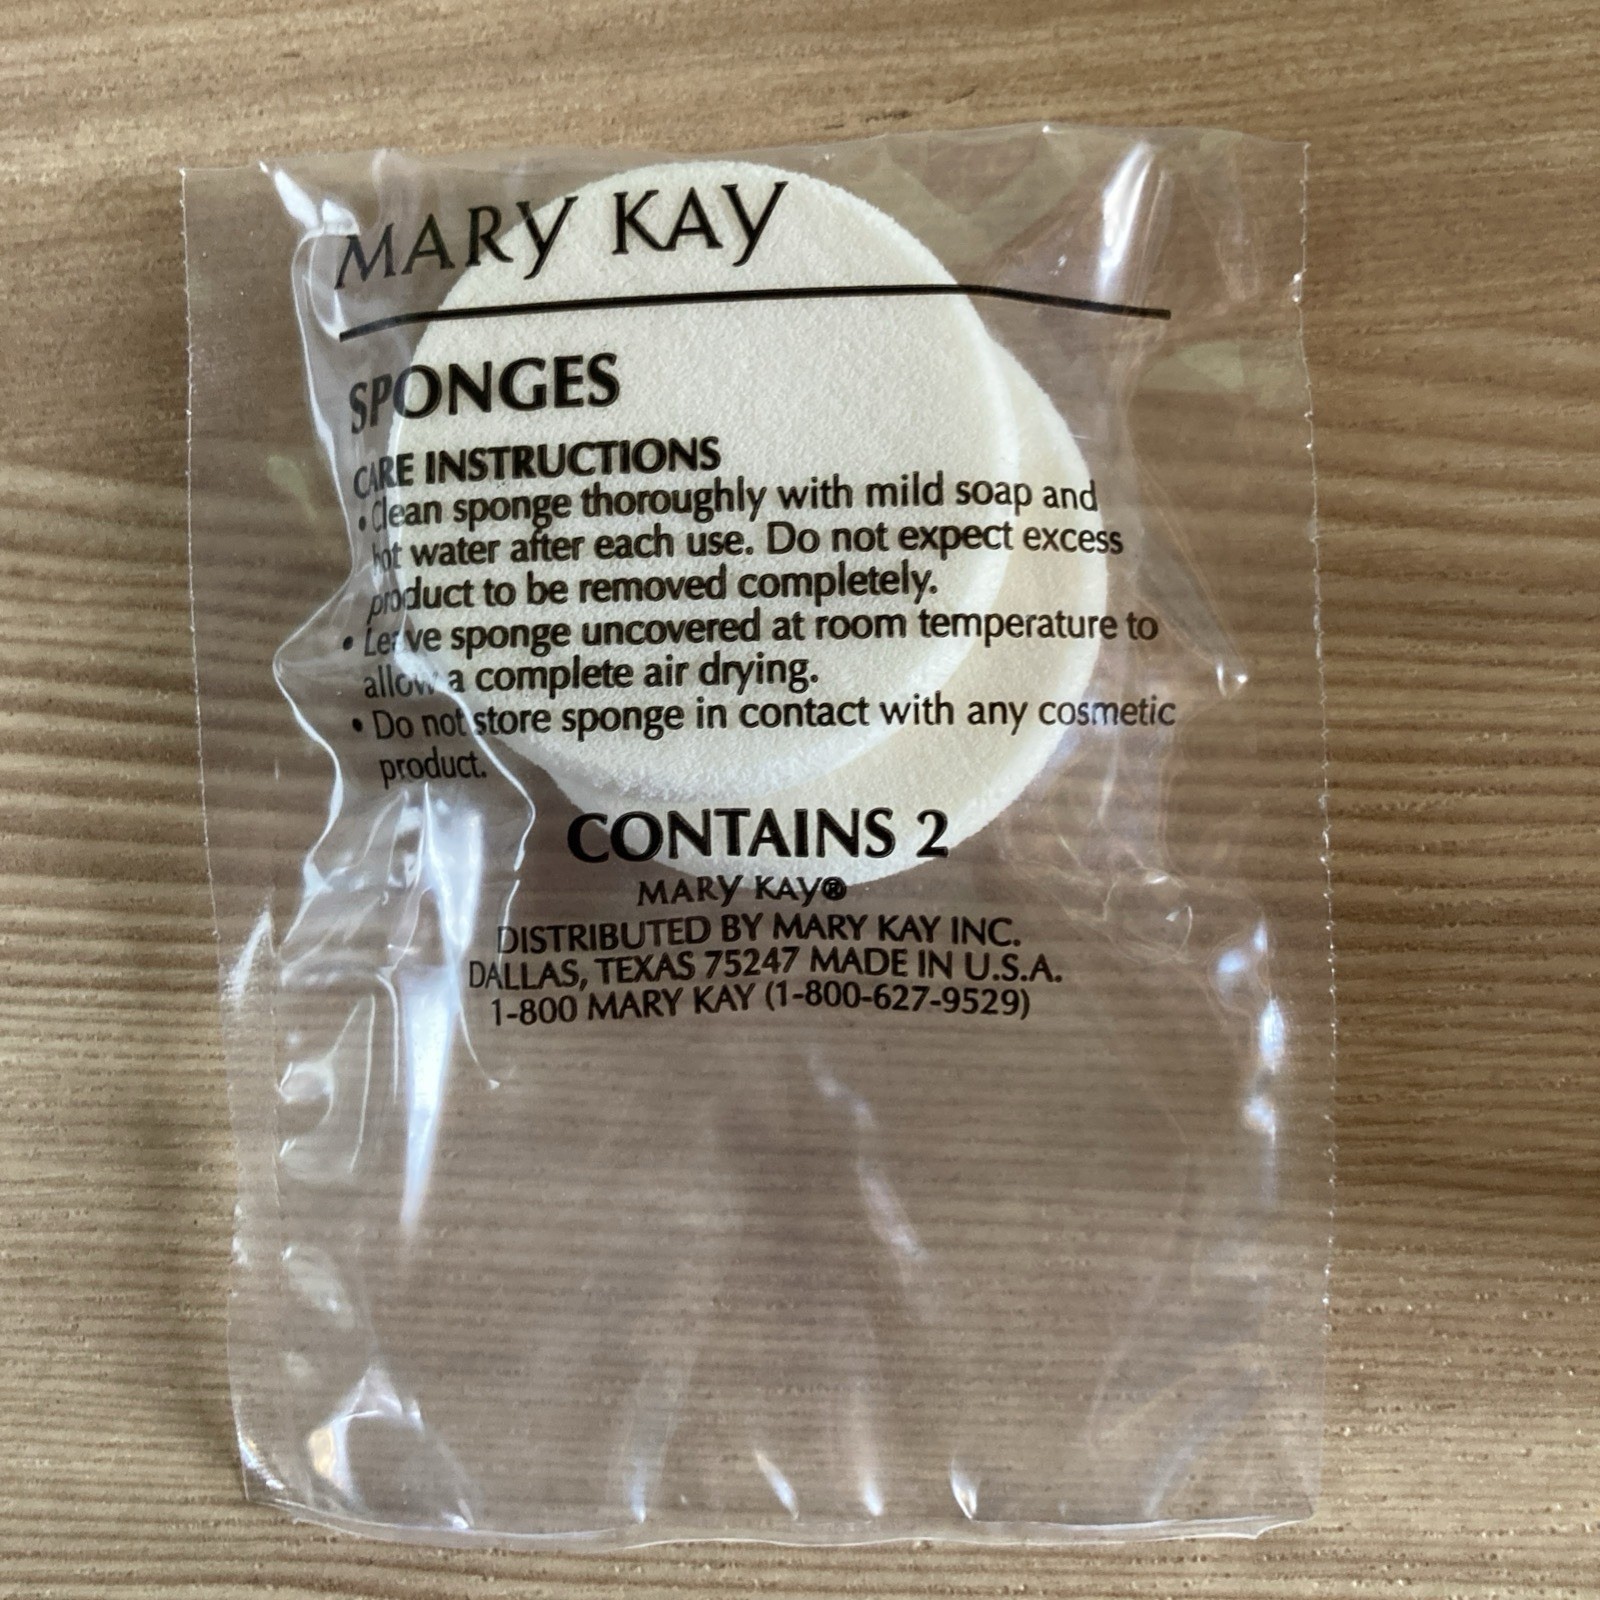 MARY KAY
SPONGES
CARE INSTRUCTIONS
• Clean sponge thoroughly with mild soap and
hot water after each use. Do not expect excess
product to be removed completely.
• Leave sponge uncovered at room temperature to
allow a complete air drying.
• Do not store sponge in contact with any cosmetic
product.
CONTAINS 2
MARY KAY®
DISTRIBUTED BY MARY KAY INC.
DALLAS, TEXAS 75247 MADE IN U.S.A.
1-800 MARY KAY (1-800-627-9529)